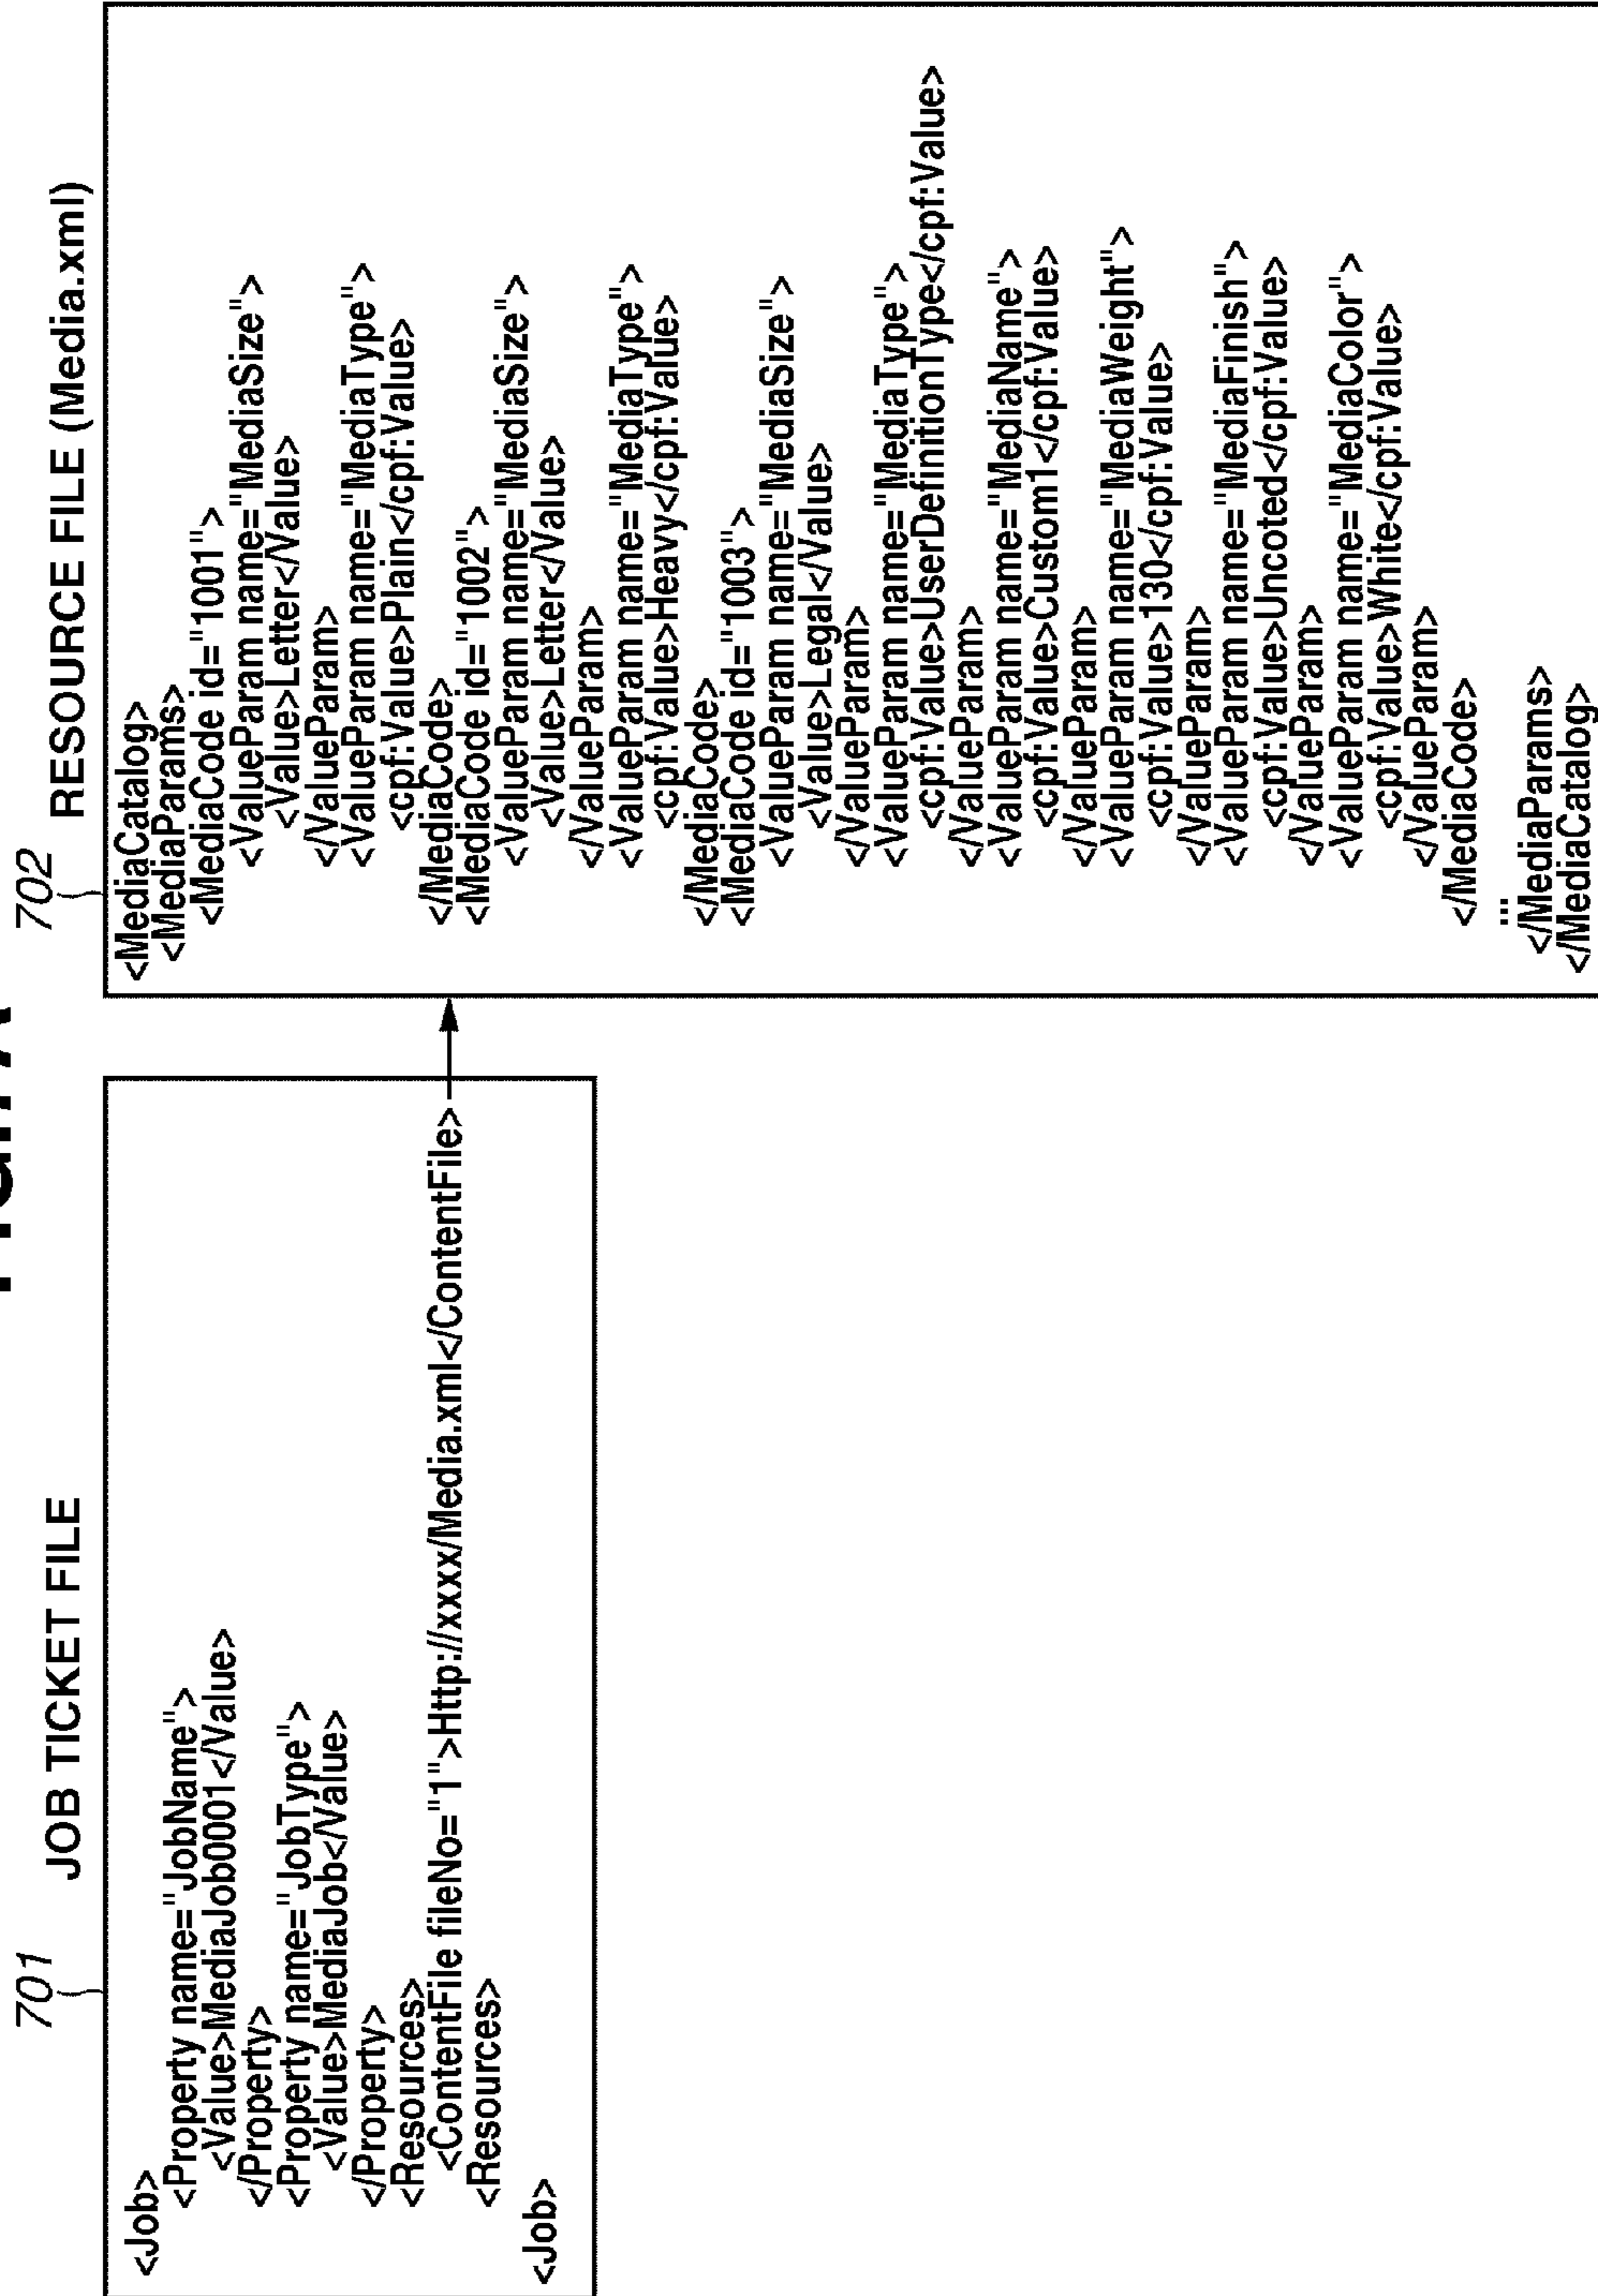 701
JOB TICKET FILE
<Job>
<Property name="JobName">
<Value>MediaJob0001</Value>
</Property>
<Property name="JobType">
<Value>MediaJob</Value>
</Property>
<Resources>
<ContentFile fileNo="1">Http://xxxx/Media.xml</ContentFile>
<Resources>
<Job>
702
RESOURCE FILE (Media.xml)
<MediaCatalog>
<MediaParams>
<MediaCode id="1001">
<ValueParam name="MediaSize">
<Value>Letter</Value>
</ValueParam>
<ValueParam name="MediaType">
<cpf:Value>Plain</cpf:Value>
</MediaCode>
<MediaCode id="1002">
<ValueParam name="MediaSize">
<Value>Letter</Value>
</ValueParam>
<ValueParam name="MediaType">
<cpf:Value>Heavy</cpf:Value>
</MediaCode>
<MediaCode id="1003">
<ValueParam name="MediaSize">
<Value>Legal</Value>
</ValueParam>
<ValueParam name="MediaType">
<cpf:Value>UserDefinitionType</cpf:Value>
</ValueParam>
<ValueParam name="MediaName">
<cpf:Value>Custom1</cpf:Value>
</ValueParam>
<ValueParam name="MediaWeight">
<cpf:Value>130</cpf:Value>
</ValueParam>
<ValueParam name="MediaFinish">
<cpf:Value>Uncoted</cpf:Value>
</ValueParam>
<ValueParam name="MediaColor">
<cpf:Value>White</cpf:Value>
</ValueParam>
</MediaCode>
...
</MediaParams>
</MediaCatalog>